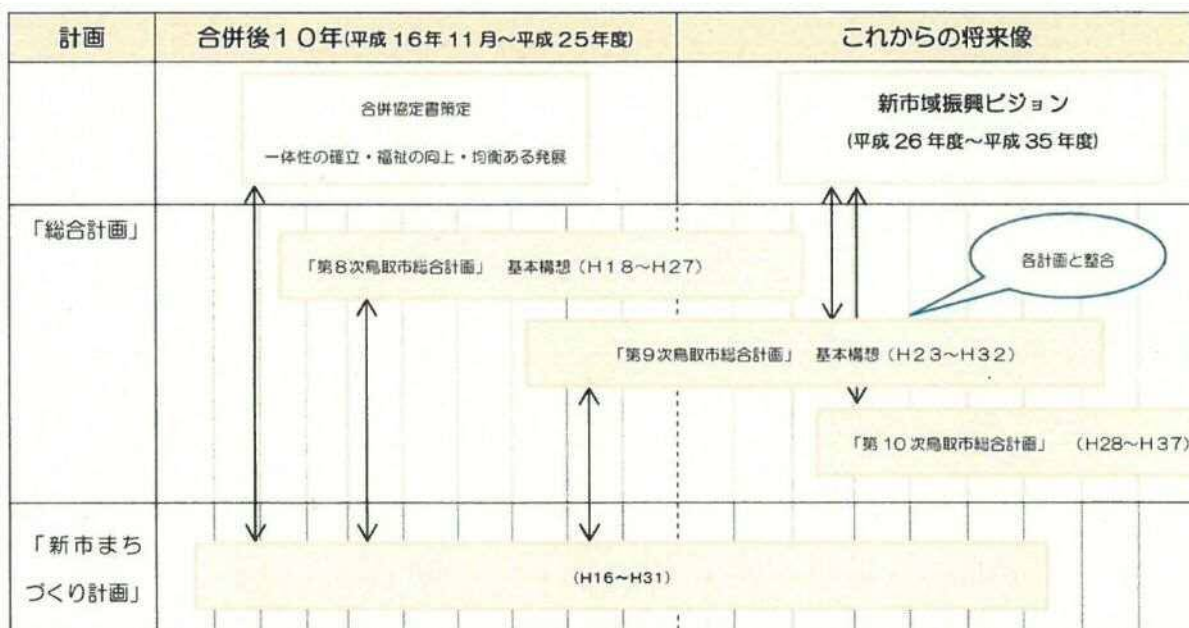 計画
合併後１０年(平成16年11月～平成25年度)
これからの将来像
合併協定書策定
一体性の確立・福祉の向上・均衡ある発展
新市域振興ビジョン
(平成26年度～平成35年度)
「総合計画」
「第８次鳥取市総合計画」 基本構想（Ｈ１８～Ｈ２７）
各計画と整合
「第９次鳥取市総合計画」 基本構想（Ｈ２３～Ｈ３２）
「第10次鳥取市総合計画」 （H28～H37）
「新市まち
づくり計画」
(H16～H31)